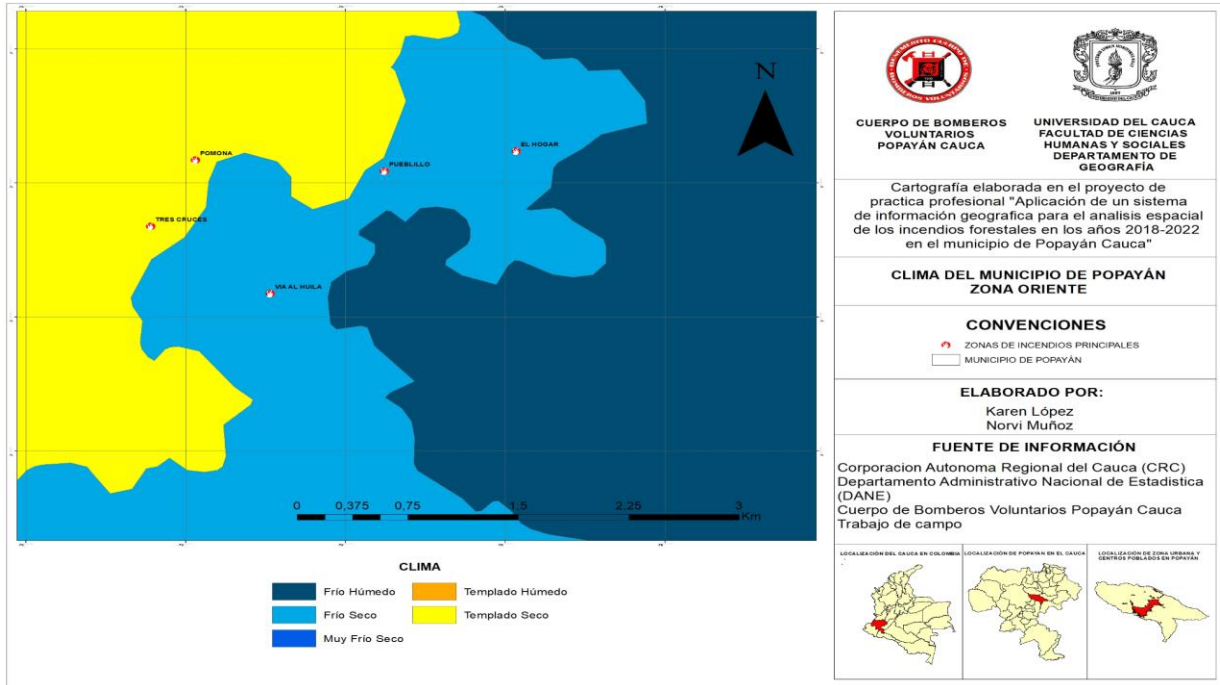 N
POMONA
EL HOGAR
PUEBLILLO
TRES CRUCES
VIA AL HUILA
0 0,375 0,75 1,5 2,25 3
Km
CLIMA
Frío Húmedo
Frío Seco
Muy Frío Seco
Templado Húmedo
Templado Seco
BENEMERITO CUERPO DE
BOMBEROS VOLUNTARIOS
CUERPO DE BOMBEROS
VOLUNTARIOS
POPAYÁN CAUCA
UNIVERSIDAD DEL CAUCA
FACULTAD DE CIENCIAS
HUMANAS Y SOCIALES
DEPARTAMENTO DE
GEOGRAFÍA
Cartografía elaborada en el proyecto de
practica profesional "Aplicación de un sistema
de información geografica para el analisis espacial
de los incendios forestales en los años 2018-2022
en el municipio de Popayán Cauca"
CLIMA DEL MUNICIPIO DE POPAYÁN
ZONA ORIENTE
CONVENCIONES
ZONAS DE INCENDIOS PRINCIPALES
MUNICIPIO DE POPAYÁN
ELABORADO POR:
Karen López
Norvi Muñoz
FUENTE DE INFORMACIÓN
Corporacion Autonoma Regional del Cauca (CRC)
Departamento Administrativo Nacional de Estadistica
(DANE)
Cuerpo de Bomberos Voluntarios Popayán Cauca
Trabajo de campo
LOCALIZACIÓN DEL CAUCA EN COLOMBIA
LOCALIZACIÓN DE POPAYAN EN EL CAUCA
LOCALIZACIÓN DE ZONA URBANA Y
CENTROS POBLADOS EN POPAYÁN